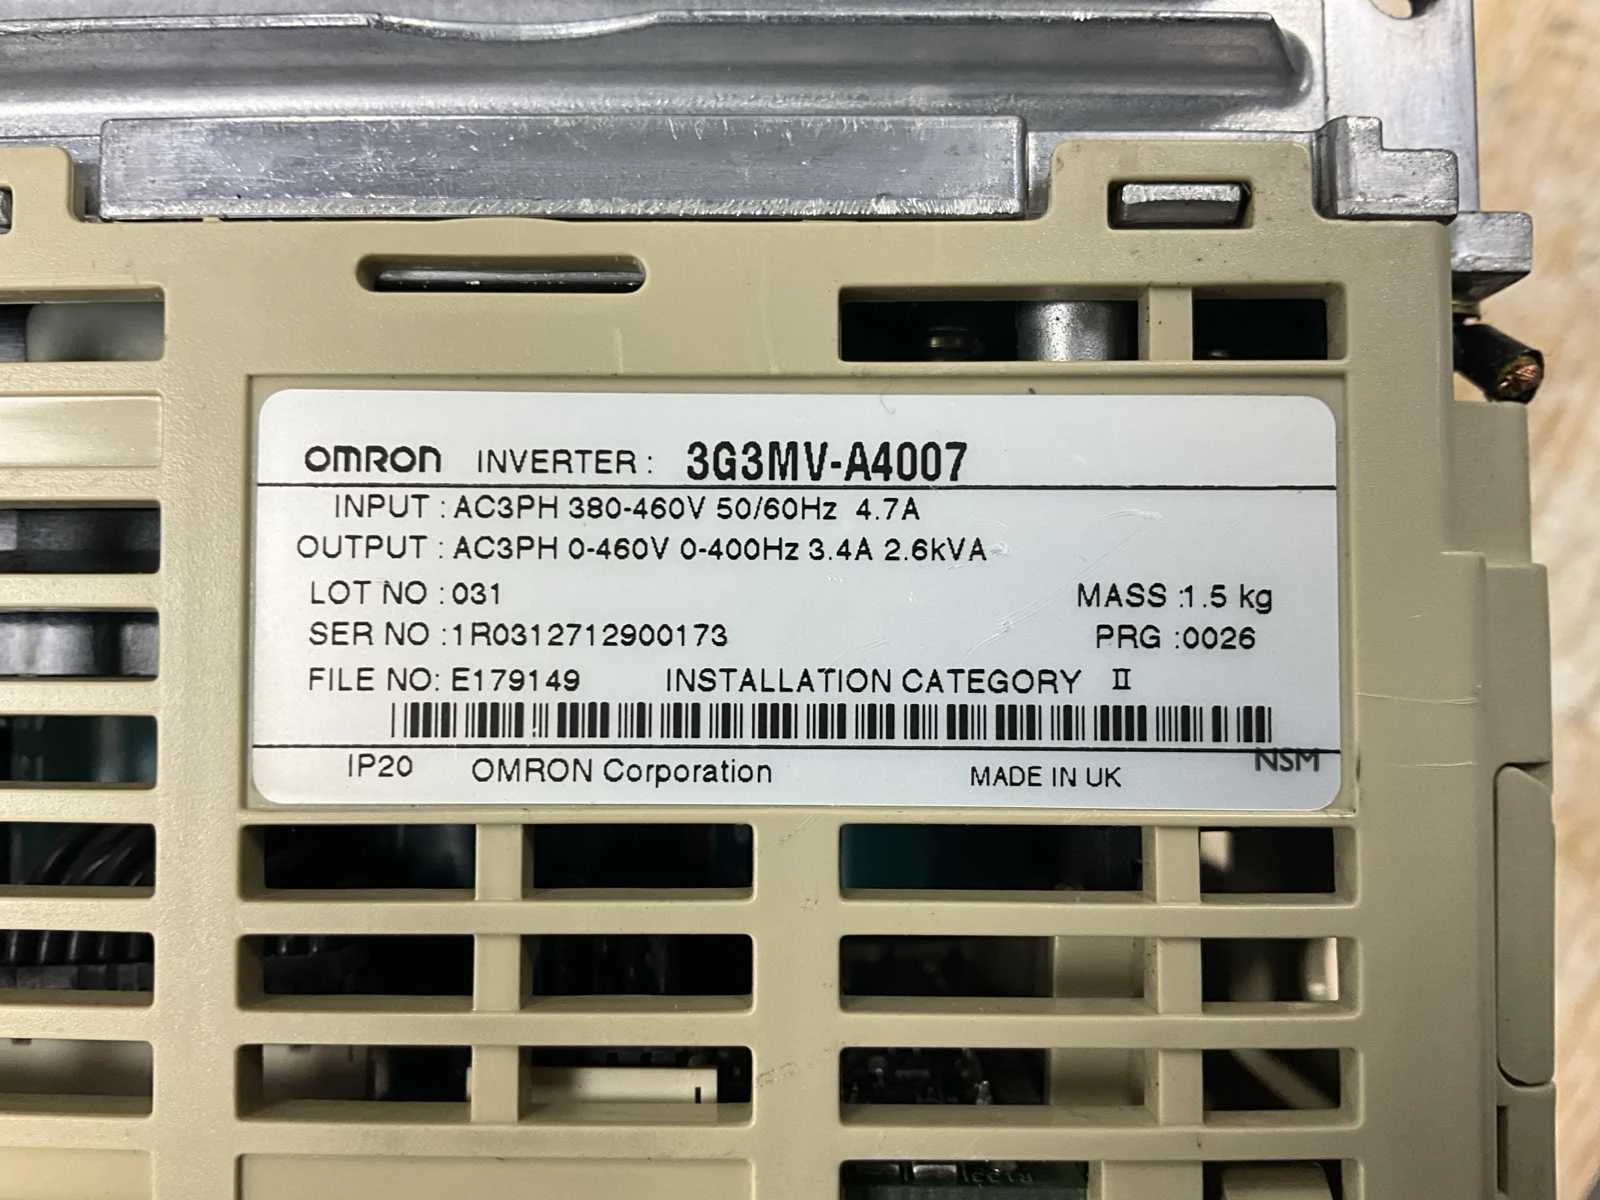 OMRON INVERTER : 3G3MV-A4007
INPUT : AC3PH 380-460V 50/60Hz 4.7A
OUTPUT : AC3PH 0-460V 0-400Hz 3.4A 2.6kVA
LOT NO : 031 MASS :1.5 kg
SER NO :1R0312712900173 PRG :0026
FILE NO: E179149 INSTALLATION CATEGORY II
IP20 OMRON Corporation MADE IN UK NSM